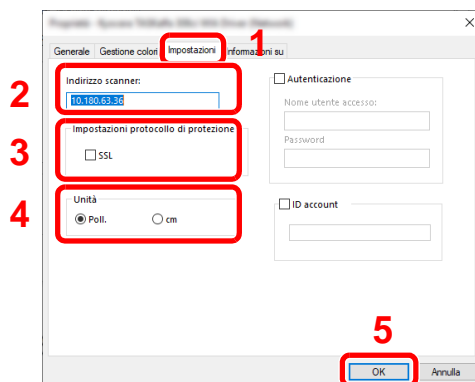 Generale Gestione colori Impostazioni Informazioni su
1
2
Indirizzo scanner:
10.180.63.36
3
Impostazioni protocollo di protezione
SSL
4
Unità
Poll. cm
Autenticazione
Nome utente accesso:
Password
ID account
5
OK Annulla